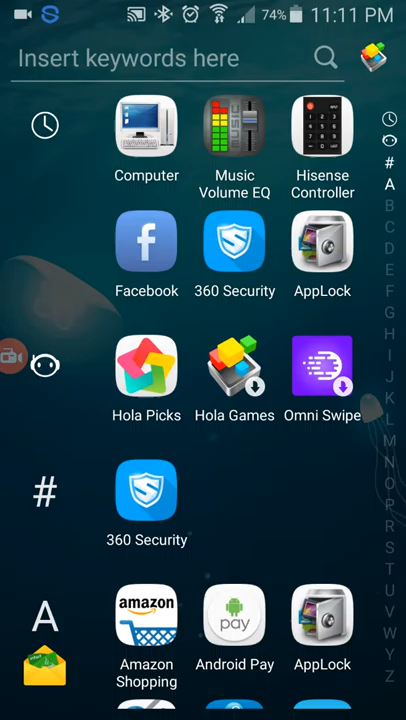 74% 11:11 PM
Insert keywords here
Computer
Music
Volume EQ
Hisense
Controller
Facebook
360 Security
AppLock
Hola Picks
Hola Games
Omni Swipe
#
360 Security
A
amazon
pay
Amazon
Shopping
Android Pay
AppLock
#
A
B
C
D
E
F
G
H
I
J
K
L
M
N
O
P
Q
R
S
T
U
V
W
Y
Z